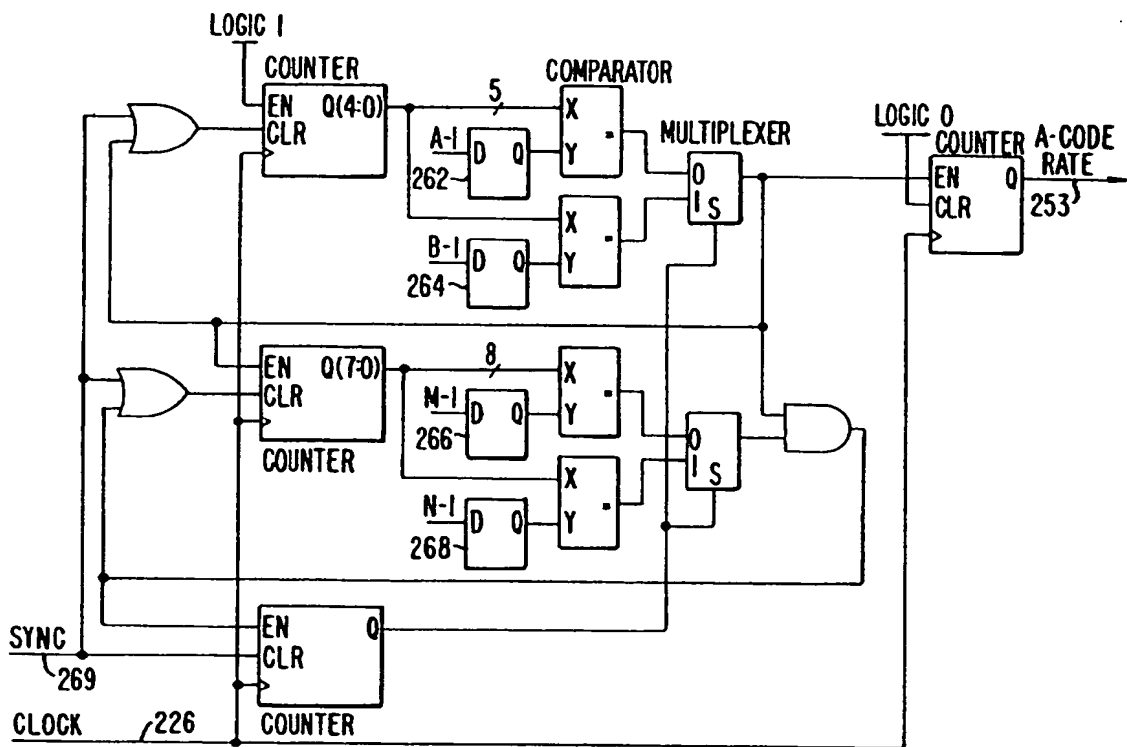 LOGIC 1
COUNTER
EN Q(4:0)
CLR
5
COMPARATOR
X
Y =
A-1
D Q
262
MULTIPLEXER
0
1 S
LOGIC 0
COUNTER
EN Q
CLR
A-CODE
RATE
253
X
Y =
B-1
D Q
264
EN Q(7:0)
CLR
COUNTER
8
X
Y =
M-1
D Q
266
0
1 S
X
Y =
N-1
D Q
268
EN Q
CLR
COUNTER
SYNC
269
CLOCK
226